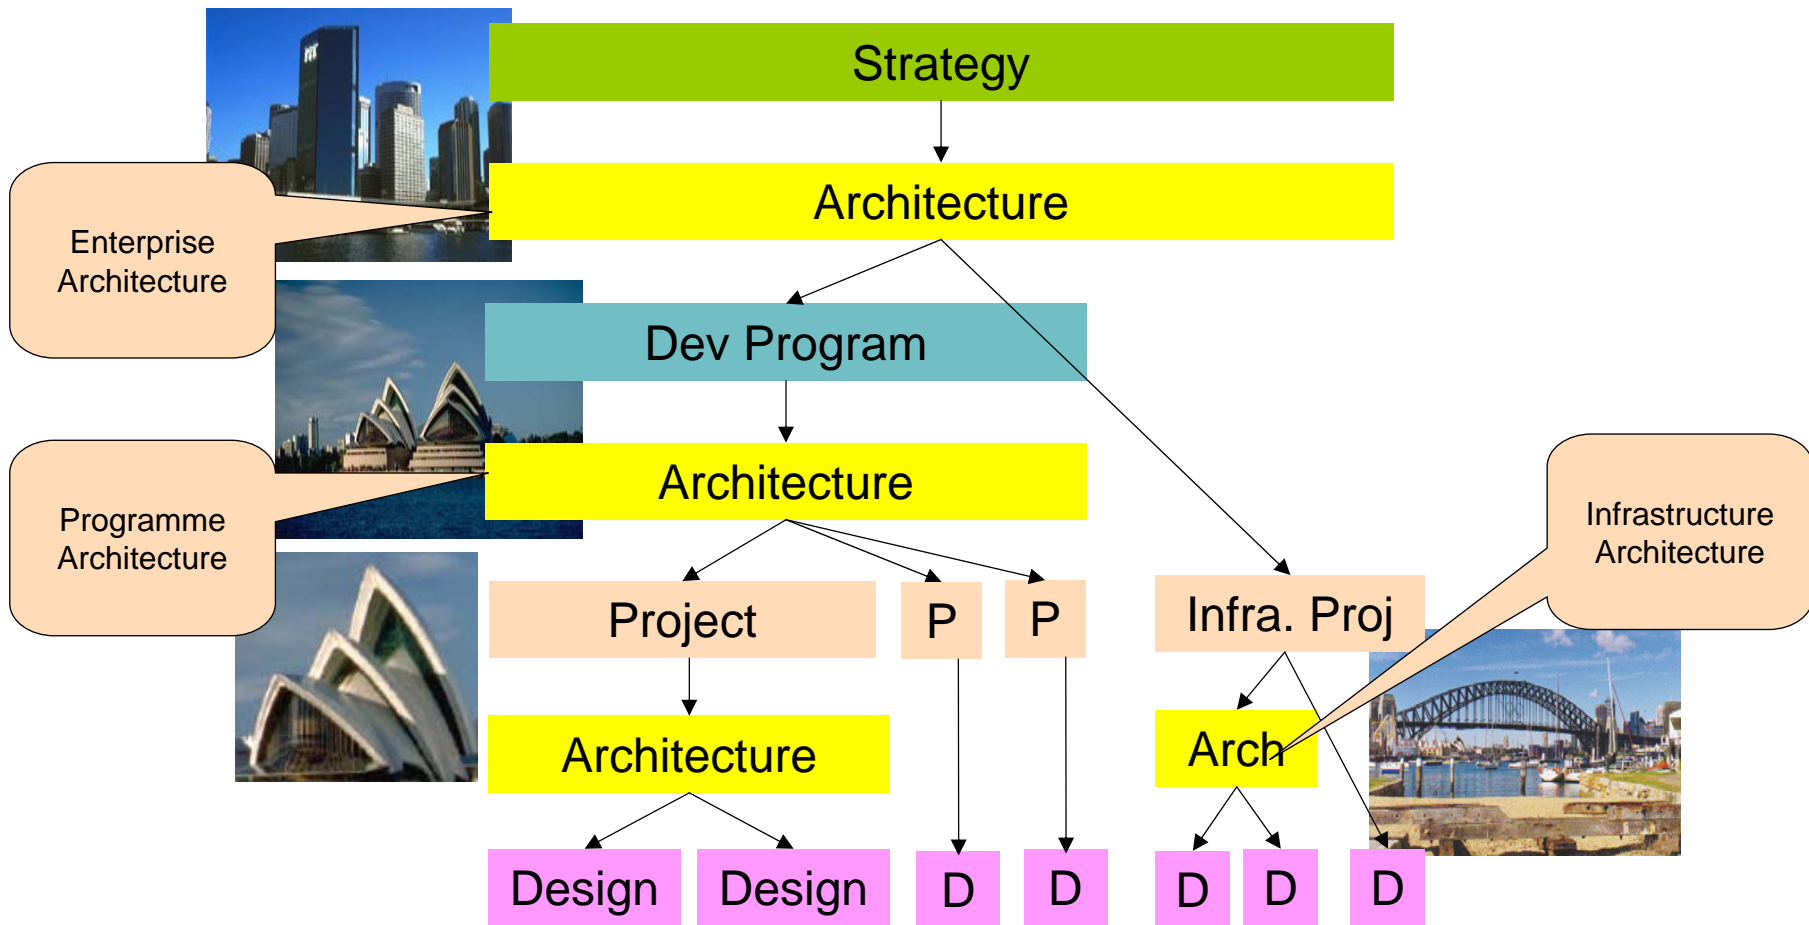 Strategy
Architecture
Enterprise
Architecture
Dev Program
Architecture
Programme
Architecture
Infrastructure
Architecture
Project
P
P
Infra. Proj
Architecture
Arch
Design
Design
D
D
D
D
D